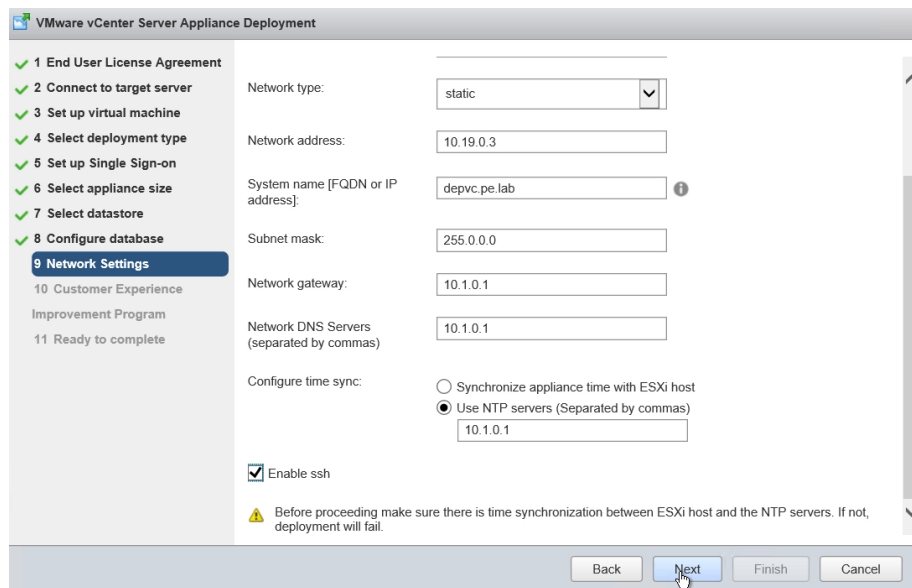 VMware vCenter Server Appliance Deployment
1 End User License Agreement
2 Connect to target server
3 Set up virtual machine
4 Select deployment type
5 Set up Single Sign-on
6 Select appliance size
7 Select datastore
8 Configure database
9 Network Settings
10 Customer Experience
Improvement Program
11 Ready to complete
Network type:
static
Network address:
10.19.0.3
System name [FQDN or IP
address]:
depvc.pe.lab
Subnet mask:
255.0.0.0
Network gateway:
10.1.0.1
Network DNS Servers
(separated by commas)
10.1.0.1
Configure time sync:
Synchronize appliance time with ESXi host
Use NTP servers (Separated by commas)
10.1.0.1
Enable ssh
Before proceeding make sure there is time synchronization between ESXi host and the NTP servers. If not,
deployment will fail.
Back
Next
Finish
Cancel